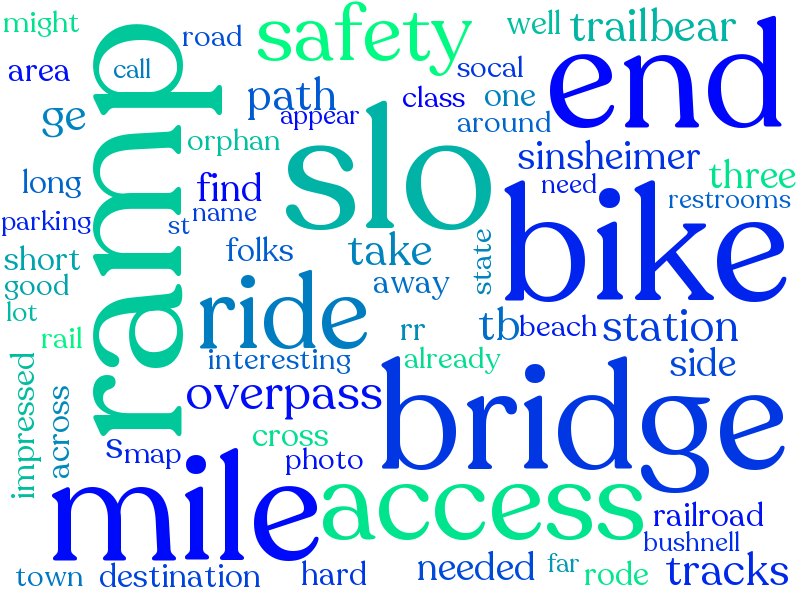 might
road
safety
well
trailbear
area
call
socal
end
ramp
ge
path
appear
class
one
around
orphan
slo
sinsheimer
three
long
find
need
bike
restrooms
parking
st
name
folks
take
state
short
good
away
lot
ride
rr
tb
beach
station
rail
interesting
already
side
impressed
across
overpass
bridge
cross
s
map
photo
mile
access
railroad
bushnell
town
destination
hard
needed
far
rode
tracks